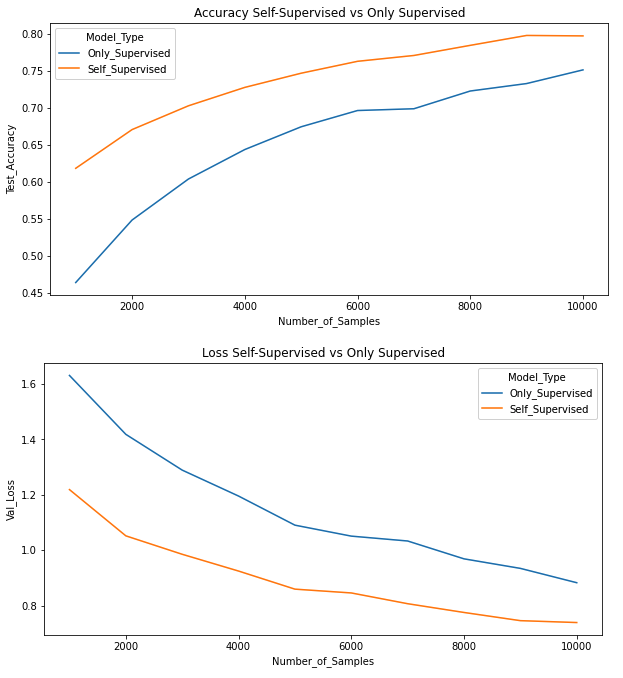 Accuracy Self-Supervised vs Only Supervised
Model_Type
Only_Supervised
Self_Supervised
Test_Accuracy
0.80
0.75
0.70
0.65
0.60
0.55
0.50
0.45
2000 4000 6000 8000 10000
Number_of_Samples
Loss Self-Supervised vs Only Supervised
Model_Type
Only_Supervised
Self_Supervised
Val_Loss
1.6
1.4
1.2
1.0
0.8
2000 4000 6000 8000 10000
Number_of_Samples